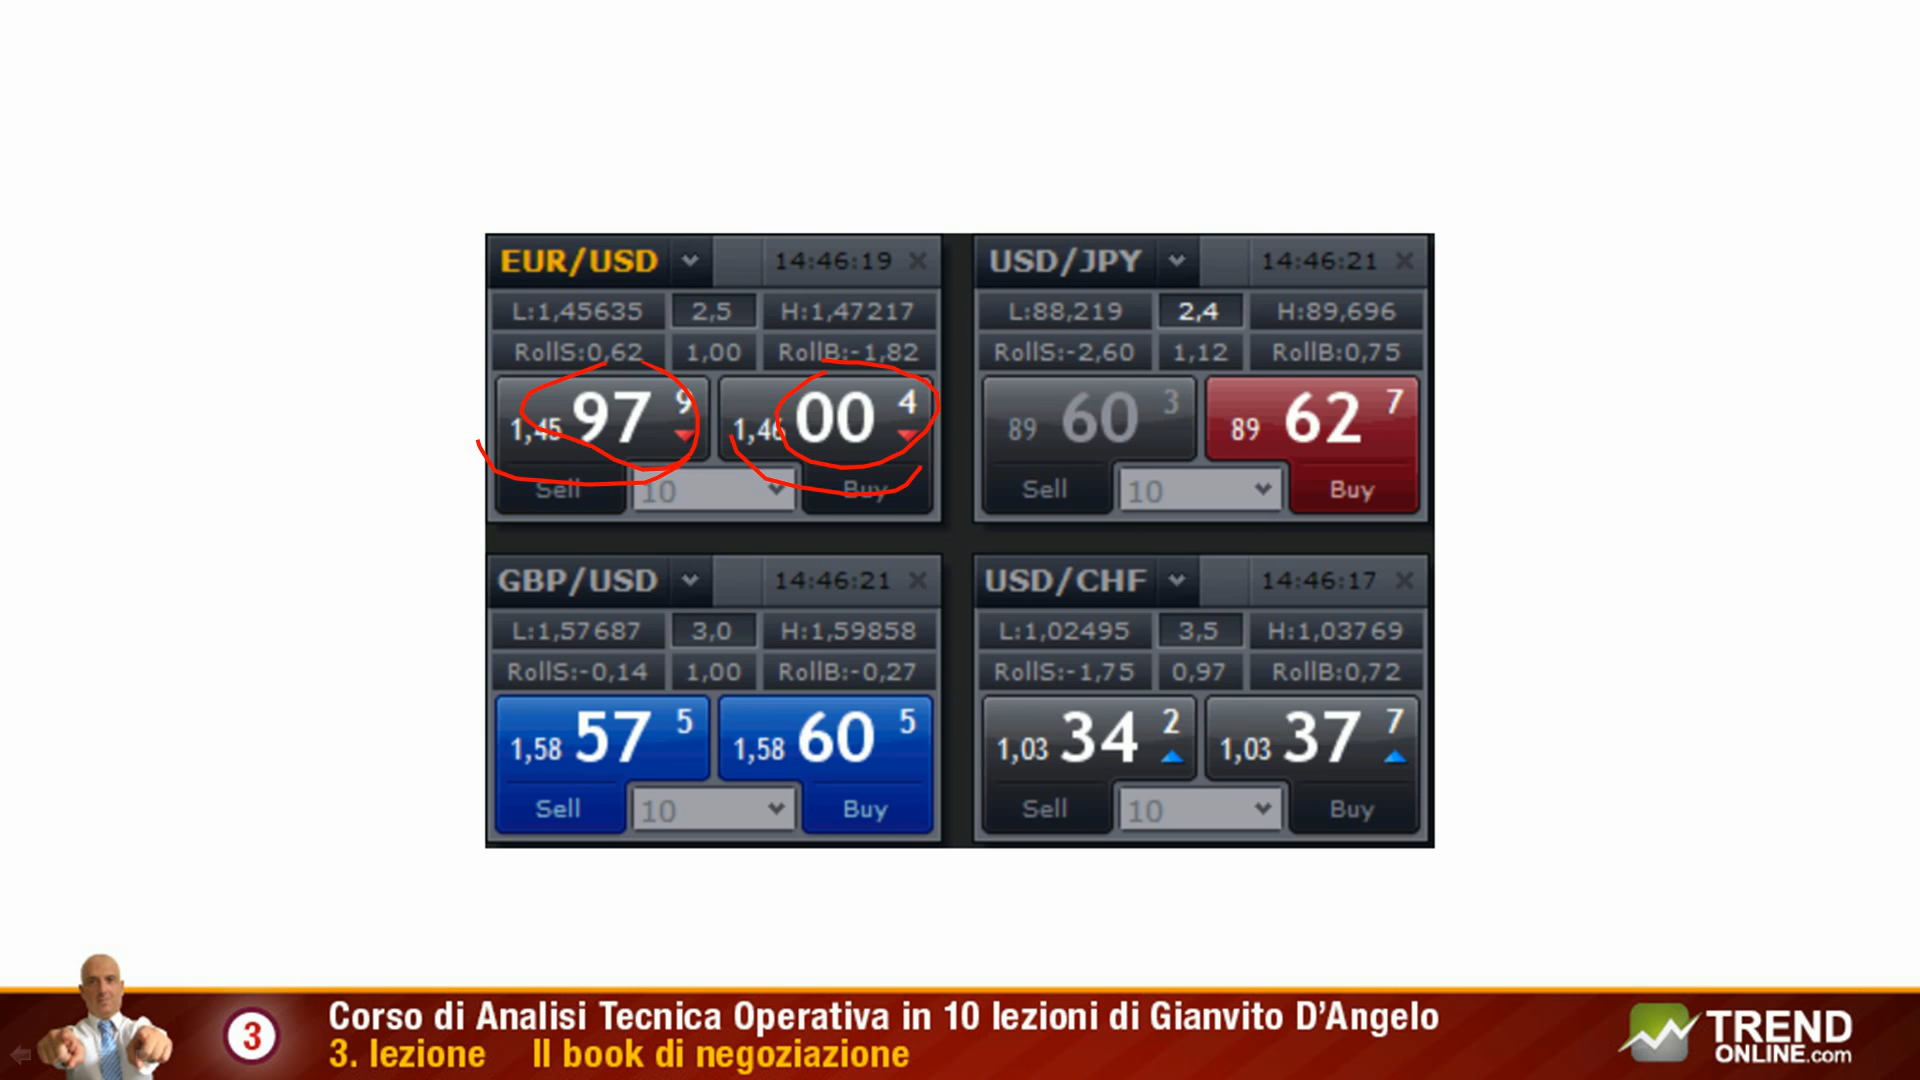 EUR/USD 14:46:19
L:1,45635 2,5 H:1,47217
RollS:0,62 1,00 RollB:-1,82
1,45 97 9 1,46 00 4
Sell 10 Buy
USD/JPY 14:46:21
L:88,219 2,4 H:89,696
RollS:-2,60 1,12 RollB:0,75
89 60 3 89 62 7
Sell 10 Buy
GBP/USD 14:46:21
L:1,57687 3,0 H:1,59858
RollS:-0,14 1,00 RollB:-0,27
1,58 57 5 1,58 60 5
Sell 10 Buy
USD/CHF 14:46:17
L:1,02495 3,5 H:1,03769
RollS:-1,75 0,97 RollB:0,72
1,03 34 2 1,03 37 7
Sell 10 Buy
3
Corso di Analisi Tecnica Operativa in 10 lezioni di Gianvito D'Angelo
3. lezione Il book di negoziazione
TREND
ONLINE.com